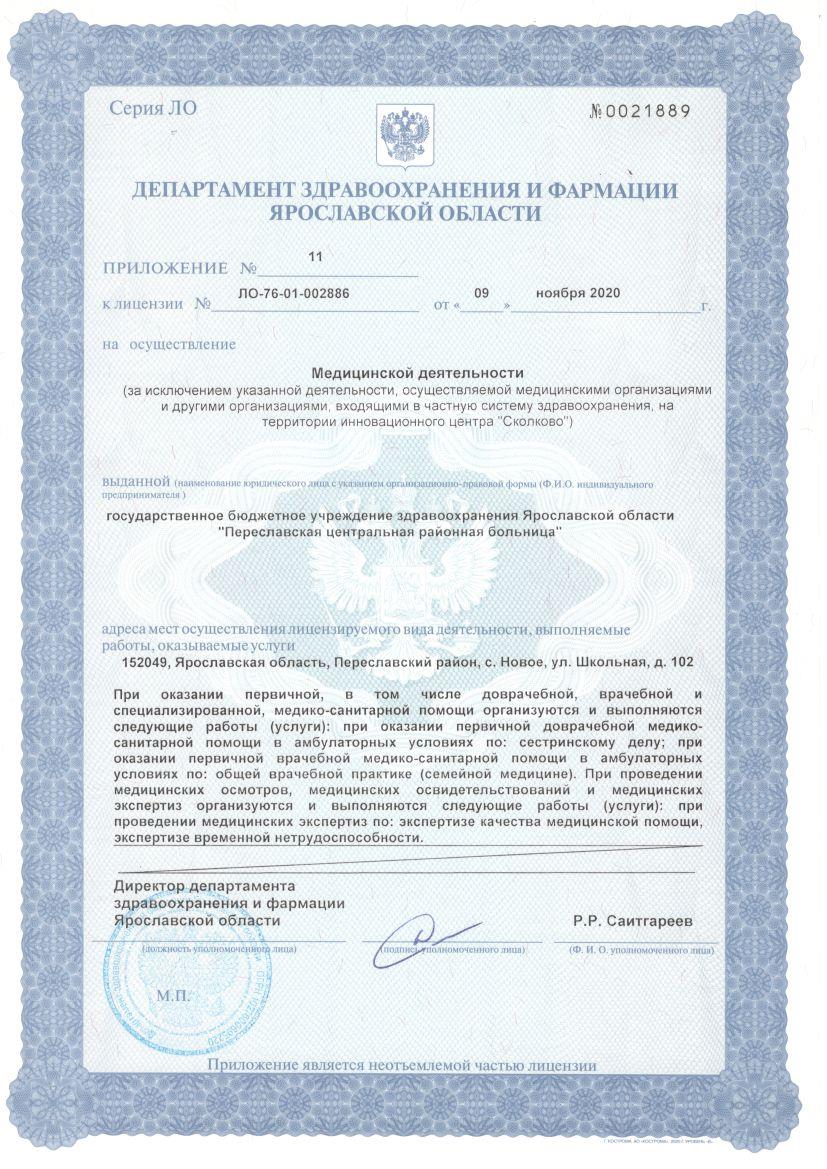 Серия ЛО
№0021889
ДЕПАРТАМЕНТ ЗДРАВООХРАНЕНИЯ И ФАРМАЦИИ
ЯРОСЛАВСКОЙ ОБЛАСТИ
ПРИЛОЖЕНИЕ № 11
к лицензии № ЛО-76-01-002886 от « 09 » ноября 2020 г.
на осуществление
Медицинской деятельности
(за исключением указанной деятельности, осуществляемой медицинскими организациями
и другими организациями, входящими в частную систему здравоохранения, на
территории инновационного центра "Сколково")
выданной (наименование юридического лица с указанием организационно-правовой формы (Ф.И.О. индивидуального
предпринимателя )
государственное бюджетное учреждение здравоохранения Ярославской области
"Переславская центральная районная больница"
адреса мест осуществления лицензируемого вида деятельности, выполняемые
работы, оказываемые услуги
152049, Ярославская область, Переславский район, с. Новое, ул. Школьная, д. 102
При оказании первичной, в том числе доврачебной, врачебной и
специализированной, медико-санитарной помощи организуются и выполняются
следующие работы (услуги): при оказании первичной доврачебной медико-
санитарной помощи в амбулаторных условиях по: сестринскому делу; при
оказании первичной врачебной медико-санитарной помощи в амбулаторных
условиях по: общей врачебной практике (семейной медицине). При проведении
медицинских осмотров, медицинских освидетельствований и медицинских
экспертиз организуются и выполняются следующие работы (услуги): при
проведении медицинских экспертиз по: экспертизе качества медицинской помощи,
экспертизе временной нетрудоспособности.
Директор департамента
здравоохранения и фармации
Ярославской области
Р.Р. Саитгареев
(должность уполномоченного лица)
(подпись уполномоченного лица)
(Ф. И. О. уполномоченного лица)
М.П.
Приложение является неотъемлемой частью лицензии